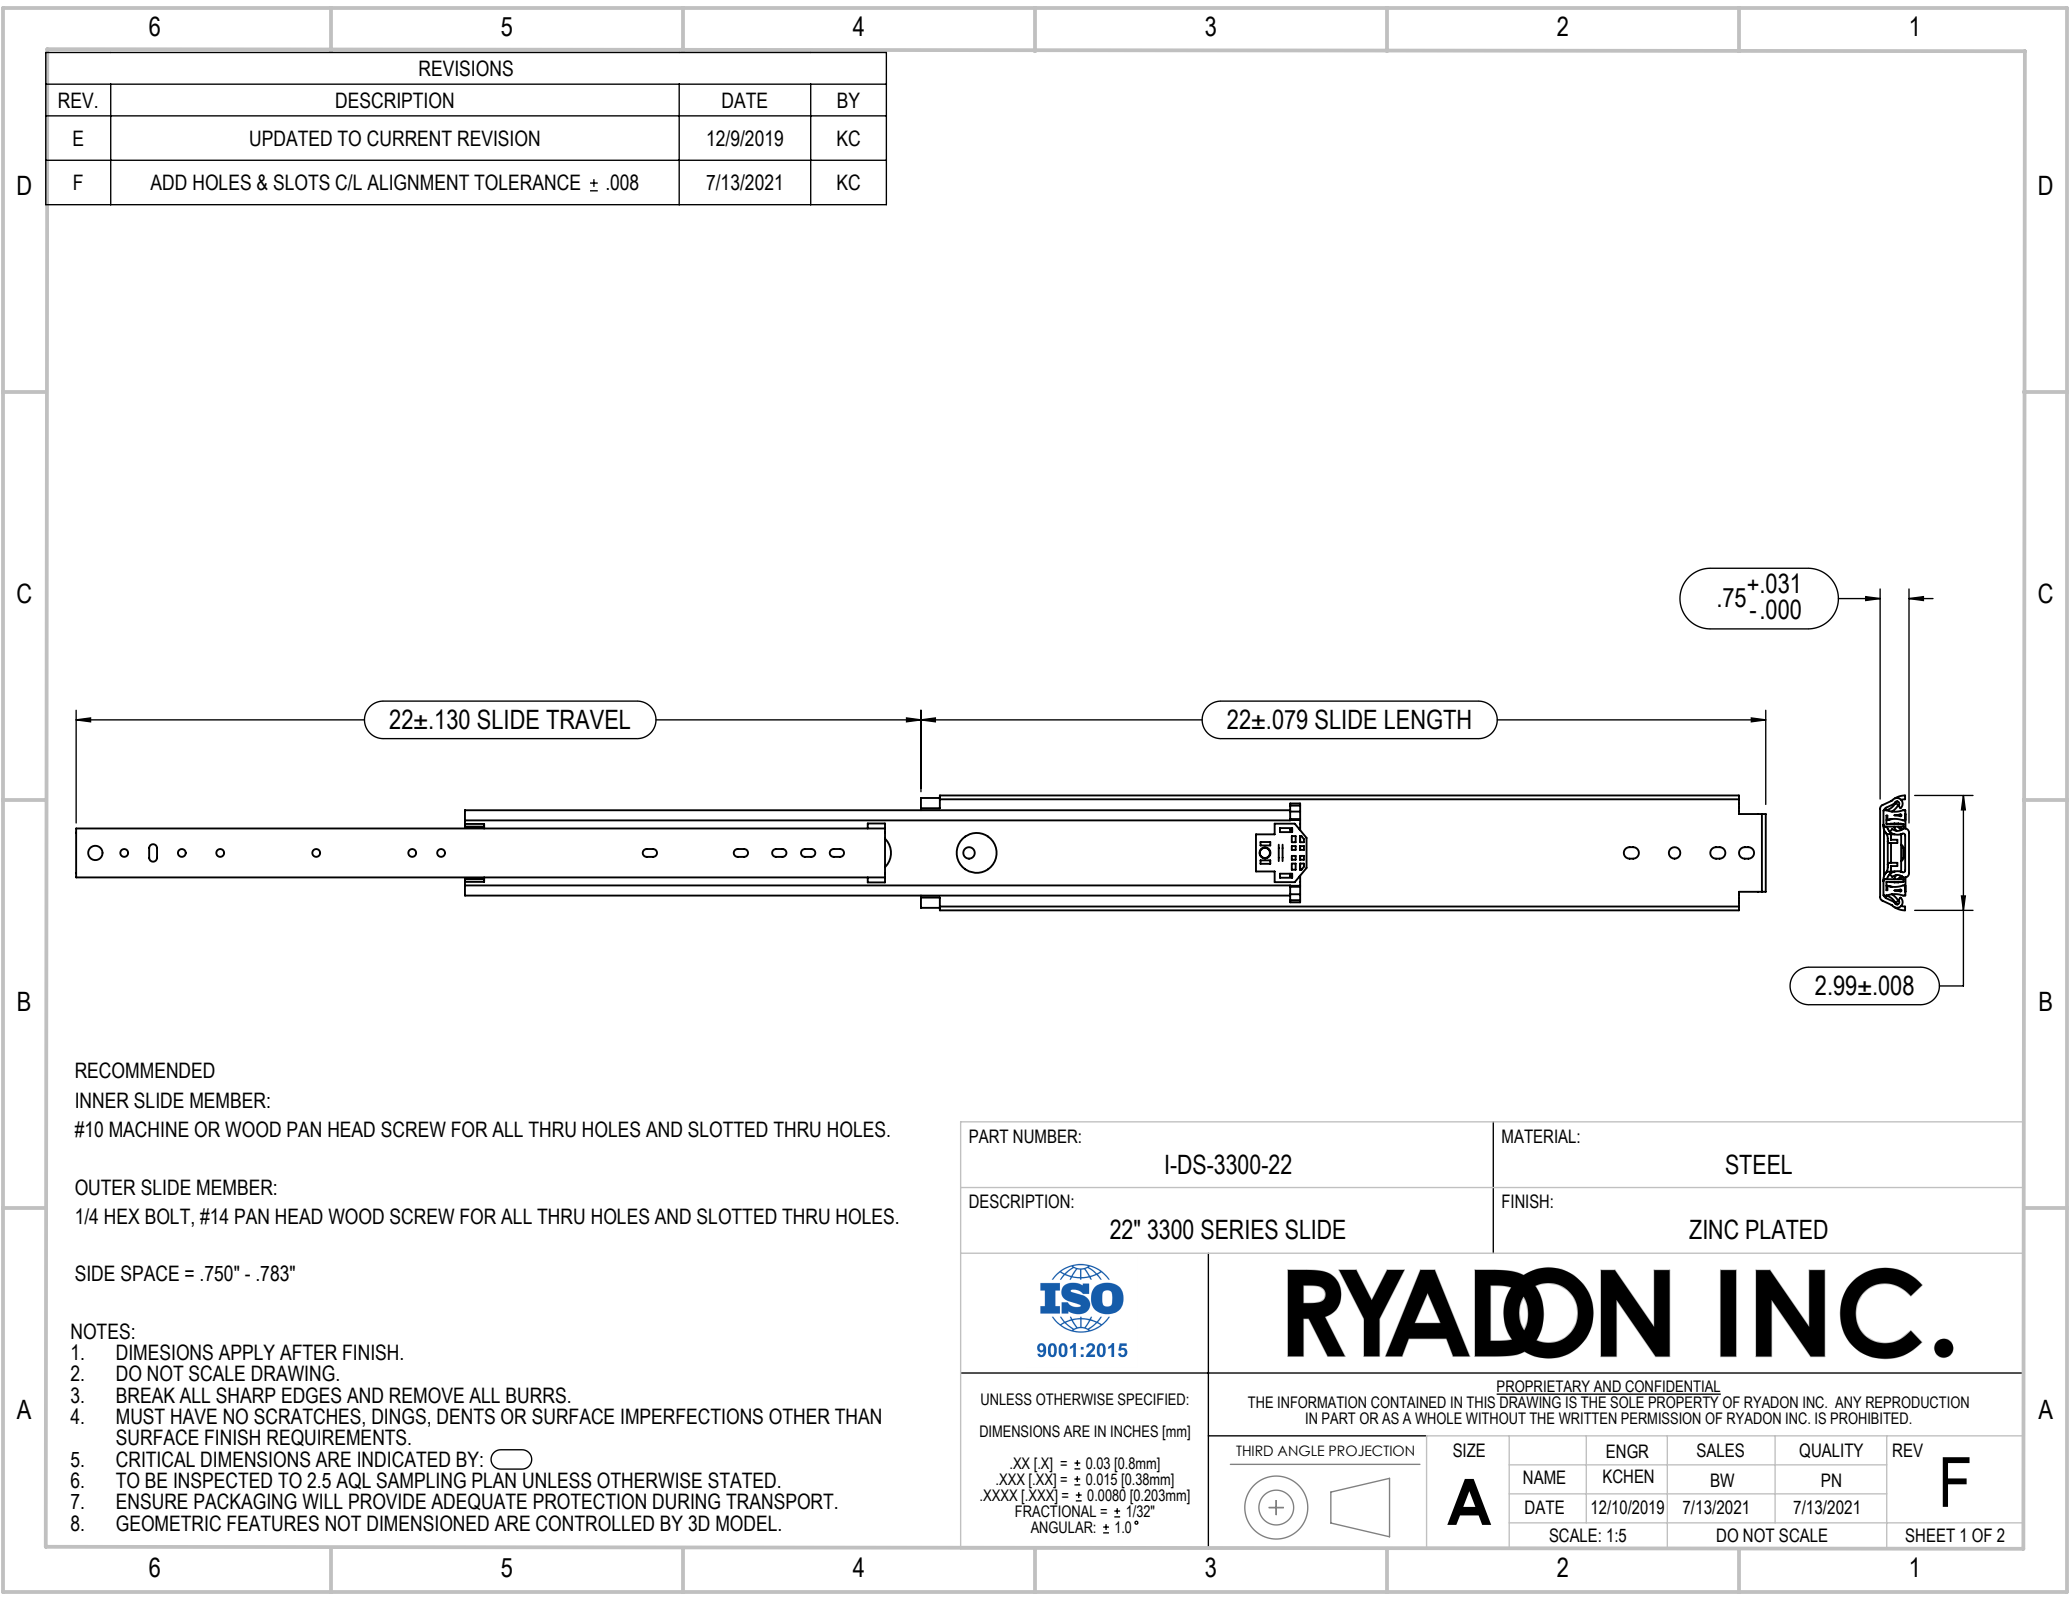 6 5 4 3 2 1
REVISIONS
REV. DESCRIPTION DATE BY
E UPDATED TO CURRENT REVISION 12/9/2019 KC
F ADD HOLES & SLOTS C/L ALIGNMENT TOLERANCE ± .008 7/13/2021 KC
D D
C C
.75 +.031
- .000
22±.130 SLIDE TRAVEL
22±.079 SLIDE LENGTH
2.99±.008
B B
RECOMMENDED
INNER SLIDE MEMBER:
#10 MACHINE OR WOOD PAN HEAD SCREW FOR ALL THRU HOLES AND SLOTTED THRU HOLES.
OUTER SLIDE MEMBER:
1/4 HEX BOLT, #14 PAN HEAD WOOD SCREW FOR ALL THRU HOLES AND SLOTTED THRU HOLES.
SIDE SPACE = .750" - .783"
NOTES:
1. DIMESIONS APPLY AFTER FINISH.
2. DO NOT SCALE DRAWING.
3. BREAK ALL SHARP EDGES AND REMOVE ALL BURRS.
4. MUST HAVE NO SCRATCHES, DINGS, DENTS OR SURFACE IMPERFECTIONS OTHER THAN
SURFACE FINISH REQUIREMENTS.
5. CRITICAL DIMENSIONS ARE INDICATED BY:
6. TO BE INSPECTED TO 2.5 AQL SAMPLING PLAN UNLESS OTHERWISE STATED.
7. ENSURE PACKAGING WILL PROVIDE ADEQUATE PROTECTION DURING TRANSPORT.
8. GEOMETRIC FEATURES NOT DIMENSIONED ARE CONTROLLED BY 3D MODEL.
PART NUMBER:
I-DS-3300-22
MATERIAL:
STEEL
DESCRIPTION:
22" 3300 SERIES SLIDE
FINISH:
ZINC PLATED
ISO
9001:2015
RYADON INC.
UNLESS OTHERWISE SPECIFIED:
DIMENSIONS ARE IN INCHES [mm]
.XX [.X] = ± 0.03 [0.8mm]
.XXX [.XX] = ± 0.015 [0.38mm]
.XXXX [.XXX] = ± 0.0080 [0.203mm]
FRACTIONAL = ± 1/32"
ANGULAR: ± 1.0°
PROPRIETARY AND CONFIDENTIAL
THE INFORMATION CONTAINED IN THIS DRAWING IS THE SOLE PROPERTY OF RYADON INC. ANY REPRODUCTION
IN PART OR AS A WHOLE WITHOUT THE WRITTEN PERMISSION OF RYADON INC. IS PROHIBITED.
THIRD ANGLE PROJECTION
SIZE
A
ENGR SALES QUALITY
NAME KCHEN BW PN
DATE 12/10/2019 7/13/2021 7/13/2021
REV
F
SCALE: 1:5 DO NOT SCALE SHEET 1 OF 2
A A
6 5 4 3 2 1